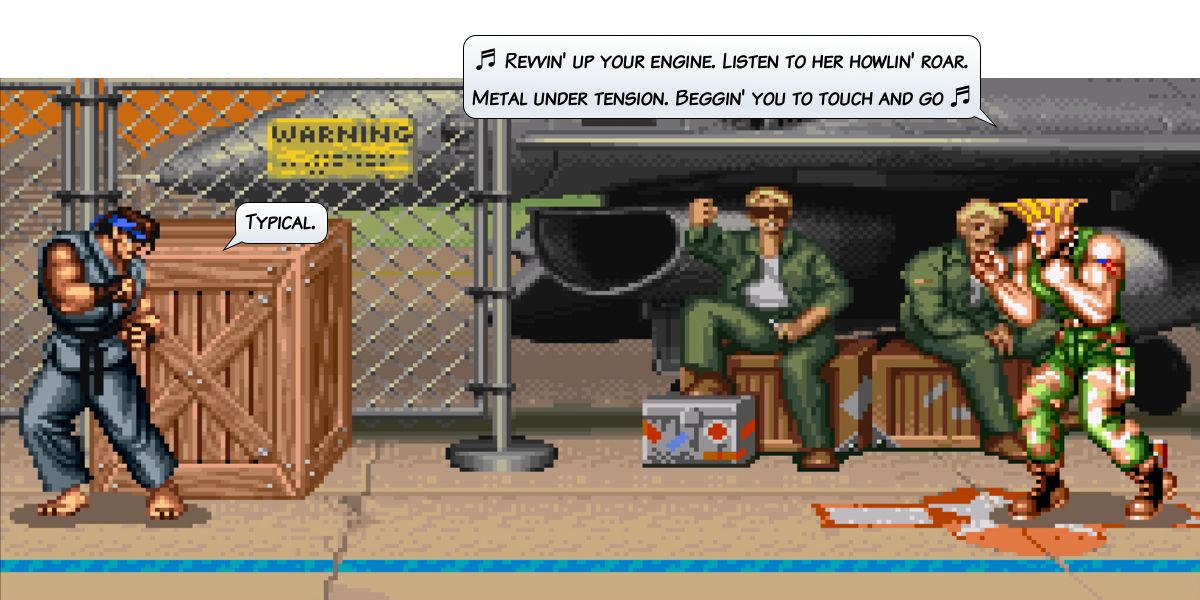 ♫ Revvin' up your engine. Listen to her howlin' roar.
Metal under tension. Beggin' you to touch and go ♫
WARNING
Typical.